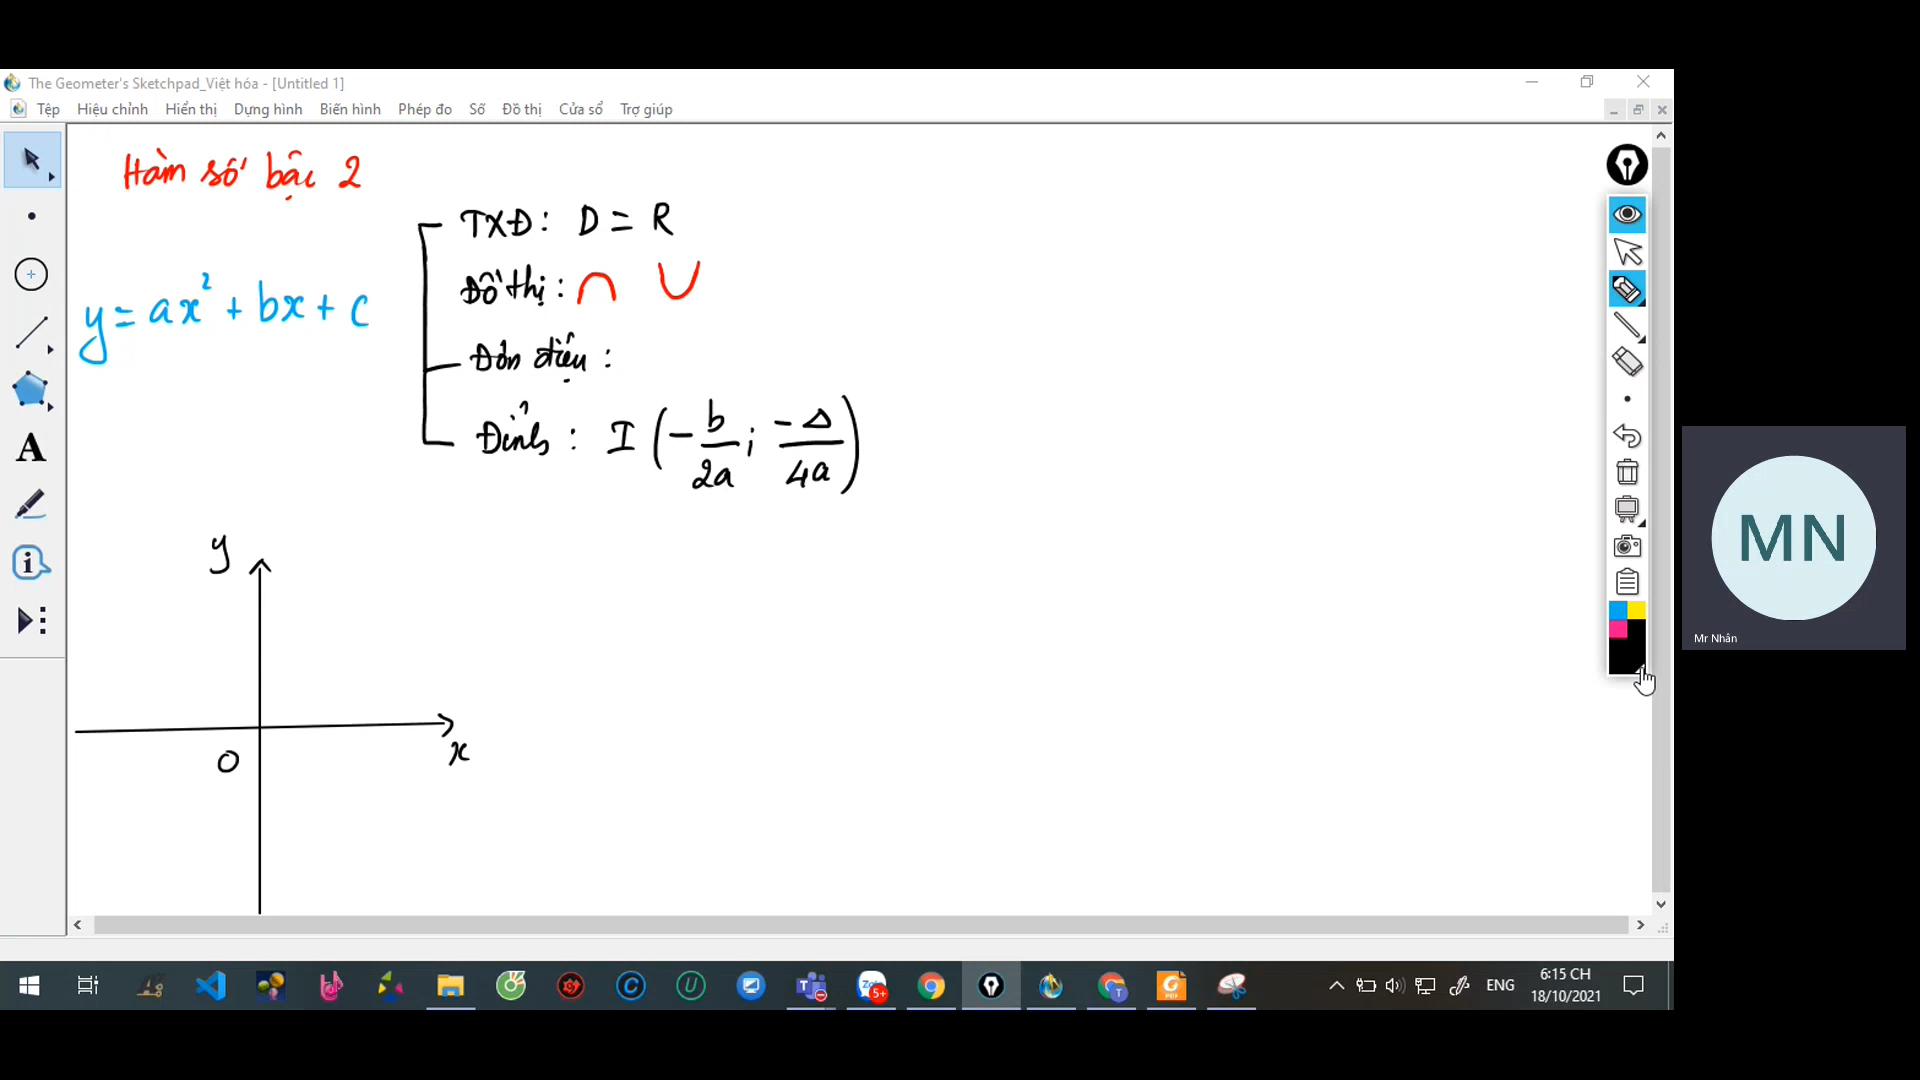 The Geometer's Sketchpad_Việt hóa - [Untitled 1]
Tệp Hiệu chỉnh Hiển thị Dựng hình Biến hình Phép đo Số Đồ thị Cửa sổ Trợ giúp
Hàm số bậc 2
TXĐ: D = R
Đồ thị :
y = ax² + bx + c
Đơn điệu :
Đỉnh : I (-b/2a ; -Δ/4a)
y
x
O
A
MN
Mr Nhân
5+
T
PDF
ENG
6:15 CH
18/10/2021